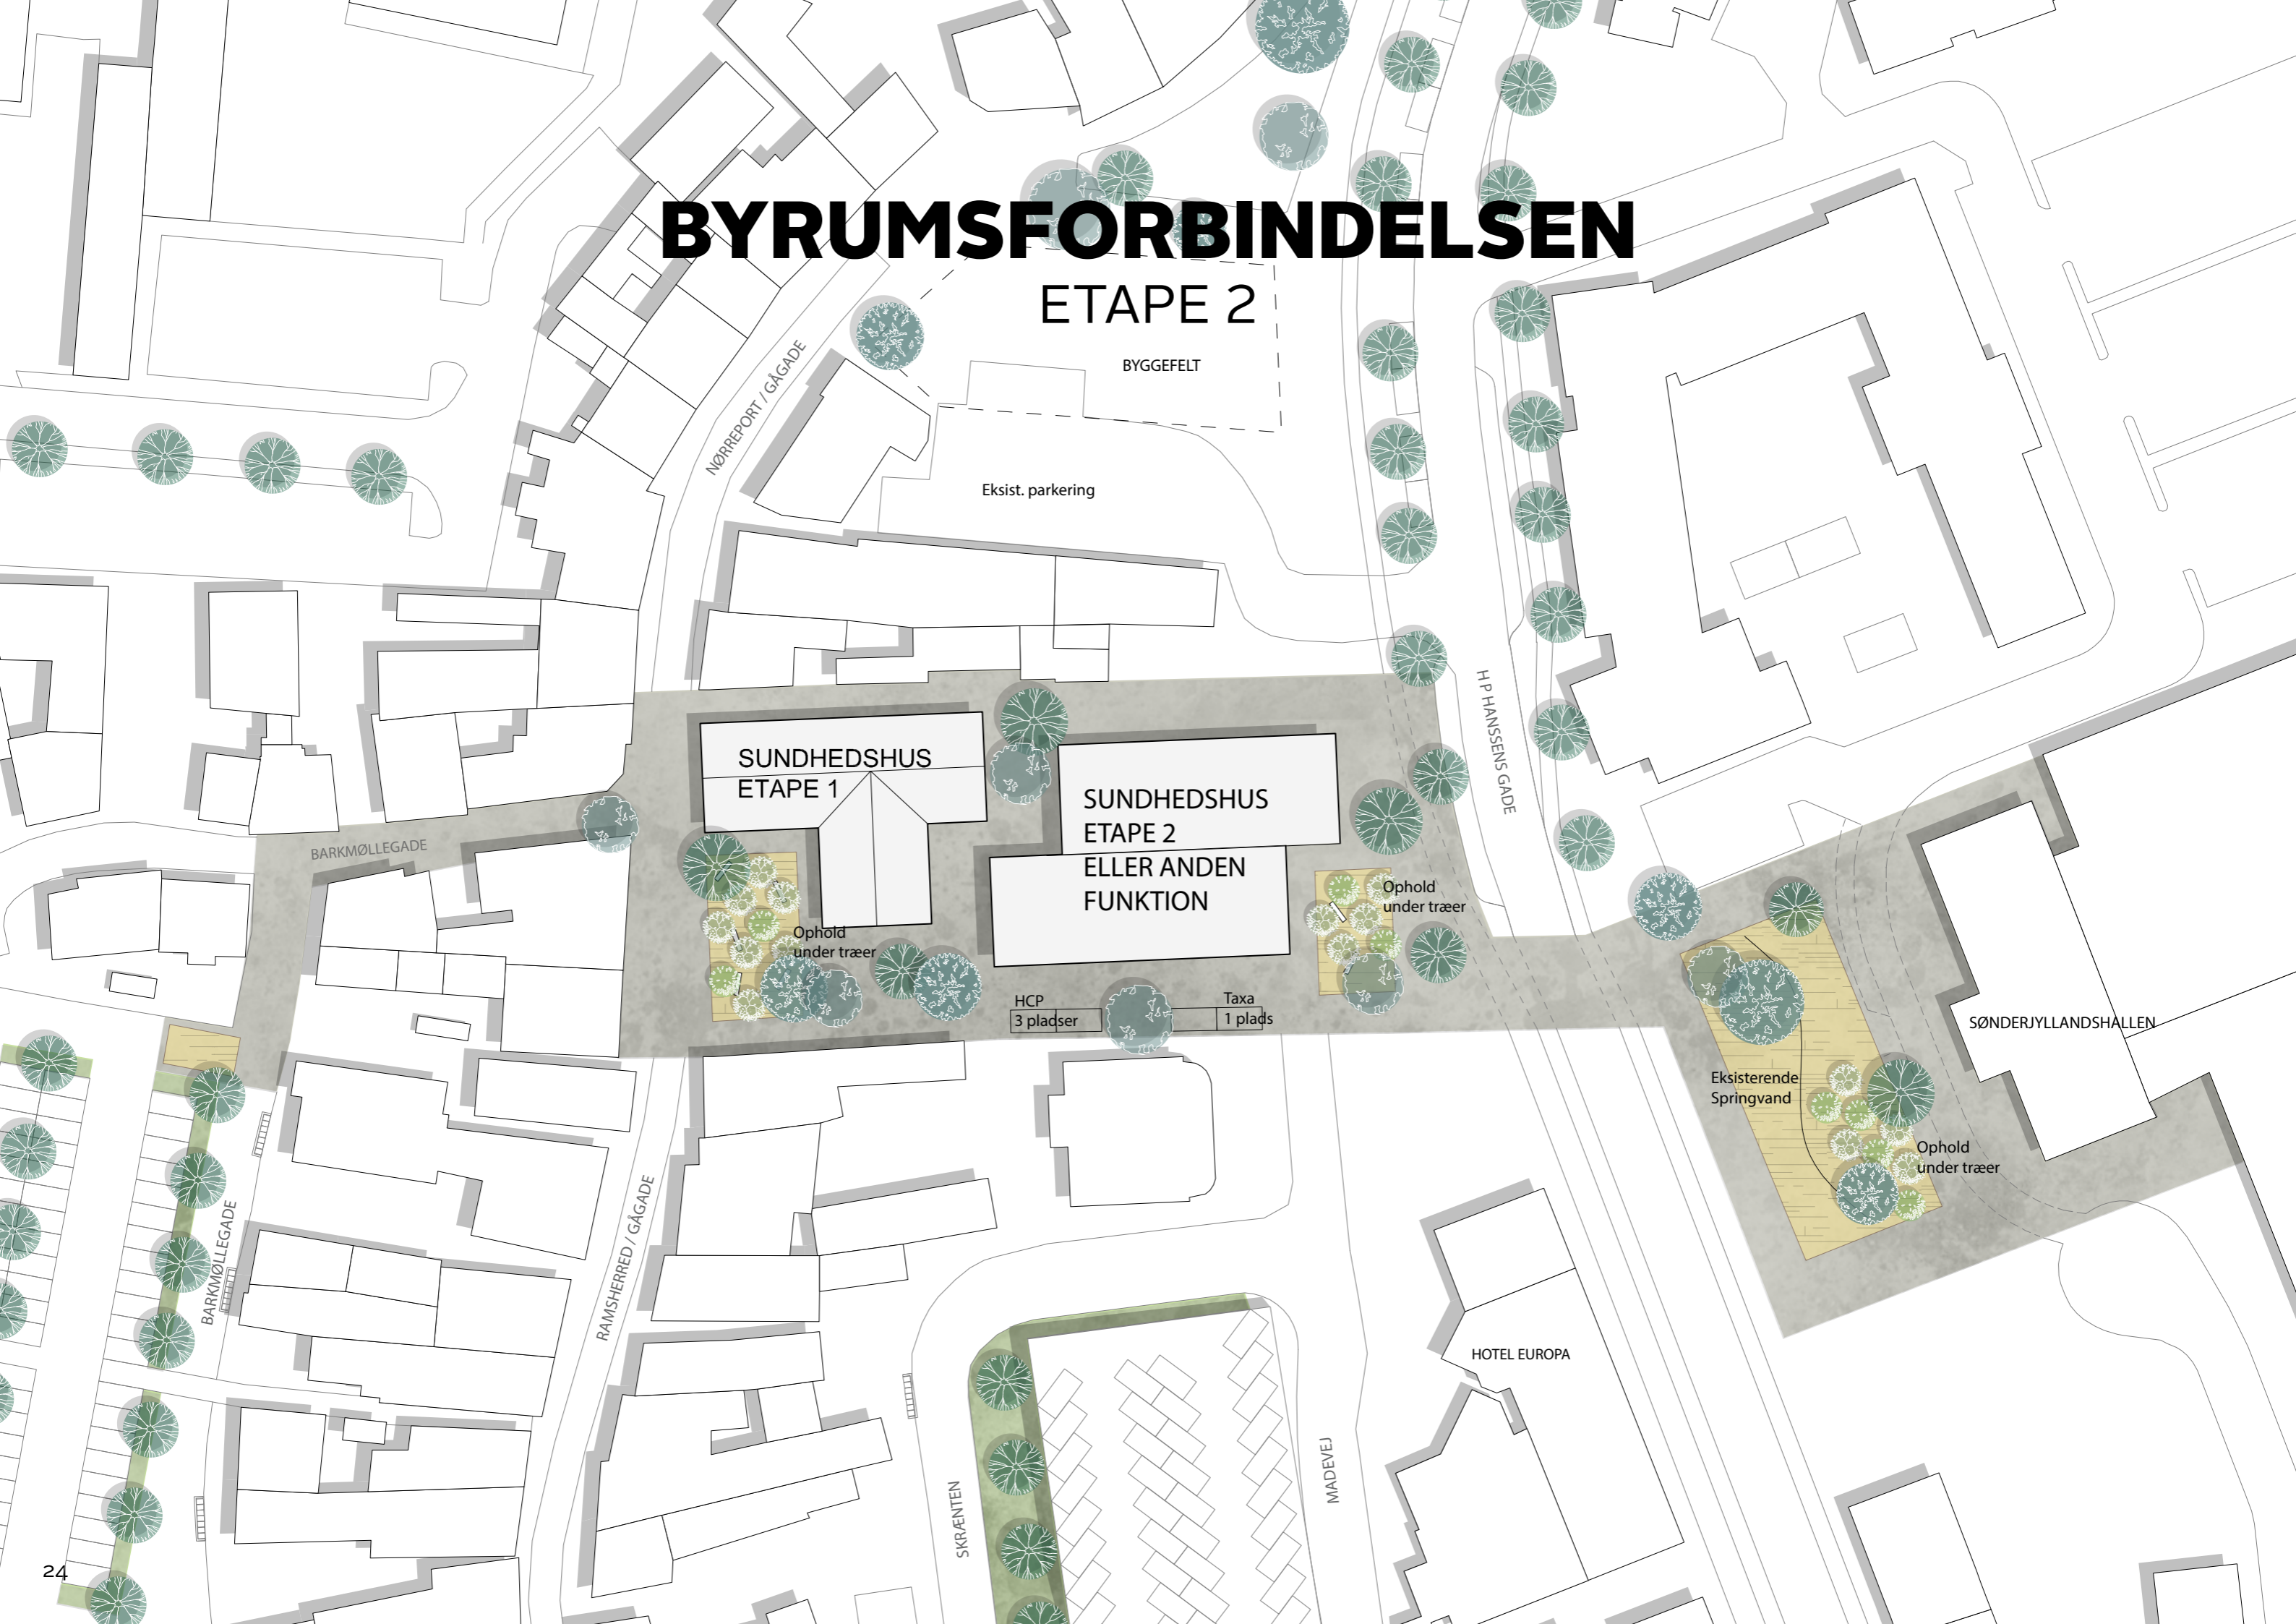 BYRUMSFORBINDELSEN
ETAPE 2
BYGGEFELT
NØRREPORT / GÅGADE
Eksist. parkering
H P HANSSENS GADE
SUNDHEDSHUS
ETAPE 1
SUNDHEDSHUS
ETAPE 2
ELLER ANDEN
FUNKTION
BARKMØLLEGADE
Ophold
under træer
Ophold
under træer
HCP
3 pladser
Taxa
1 plads
SØNDERJYLLANDSHALLEN
Eksisterende
Springvand
Ophold
under træer
BARKMØLLEGADE
RAMSHERRED / GÅGADE
HOTEL EUROPA
SKRÆNTEN
MADEVEJ
24